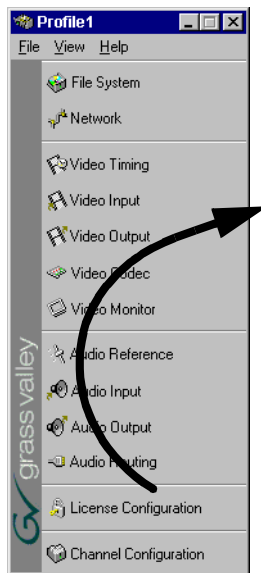 Profile1
File View Help
File System
Network
Video Timing
Video Input
Video Output
Video Codec
Video Monitor
Audio Reference
Audio Input
Audio Output
Audio Routing
License Configuration
Channel Configuration
grass valley